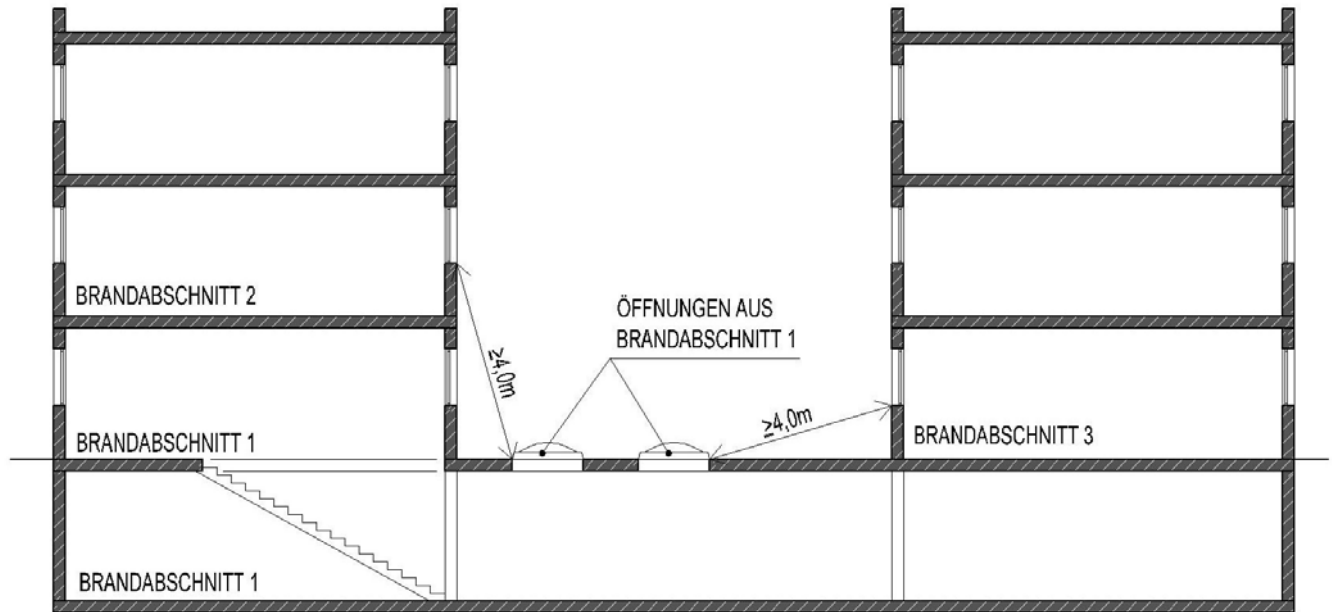 BRANDABSCHNITT 2
ÖFFNUNGEN AUS
BRANDABSCHNITT 1
≥4,0m
≥4,0m
BRANDABSCHNITT 1
BRANDABSCHNITT 3
BRANDABSCHNITT 1